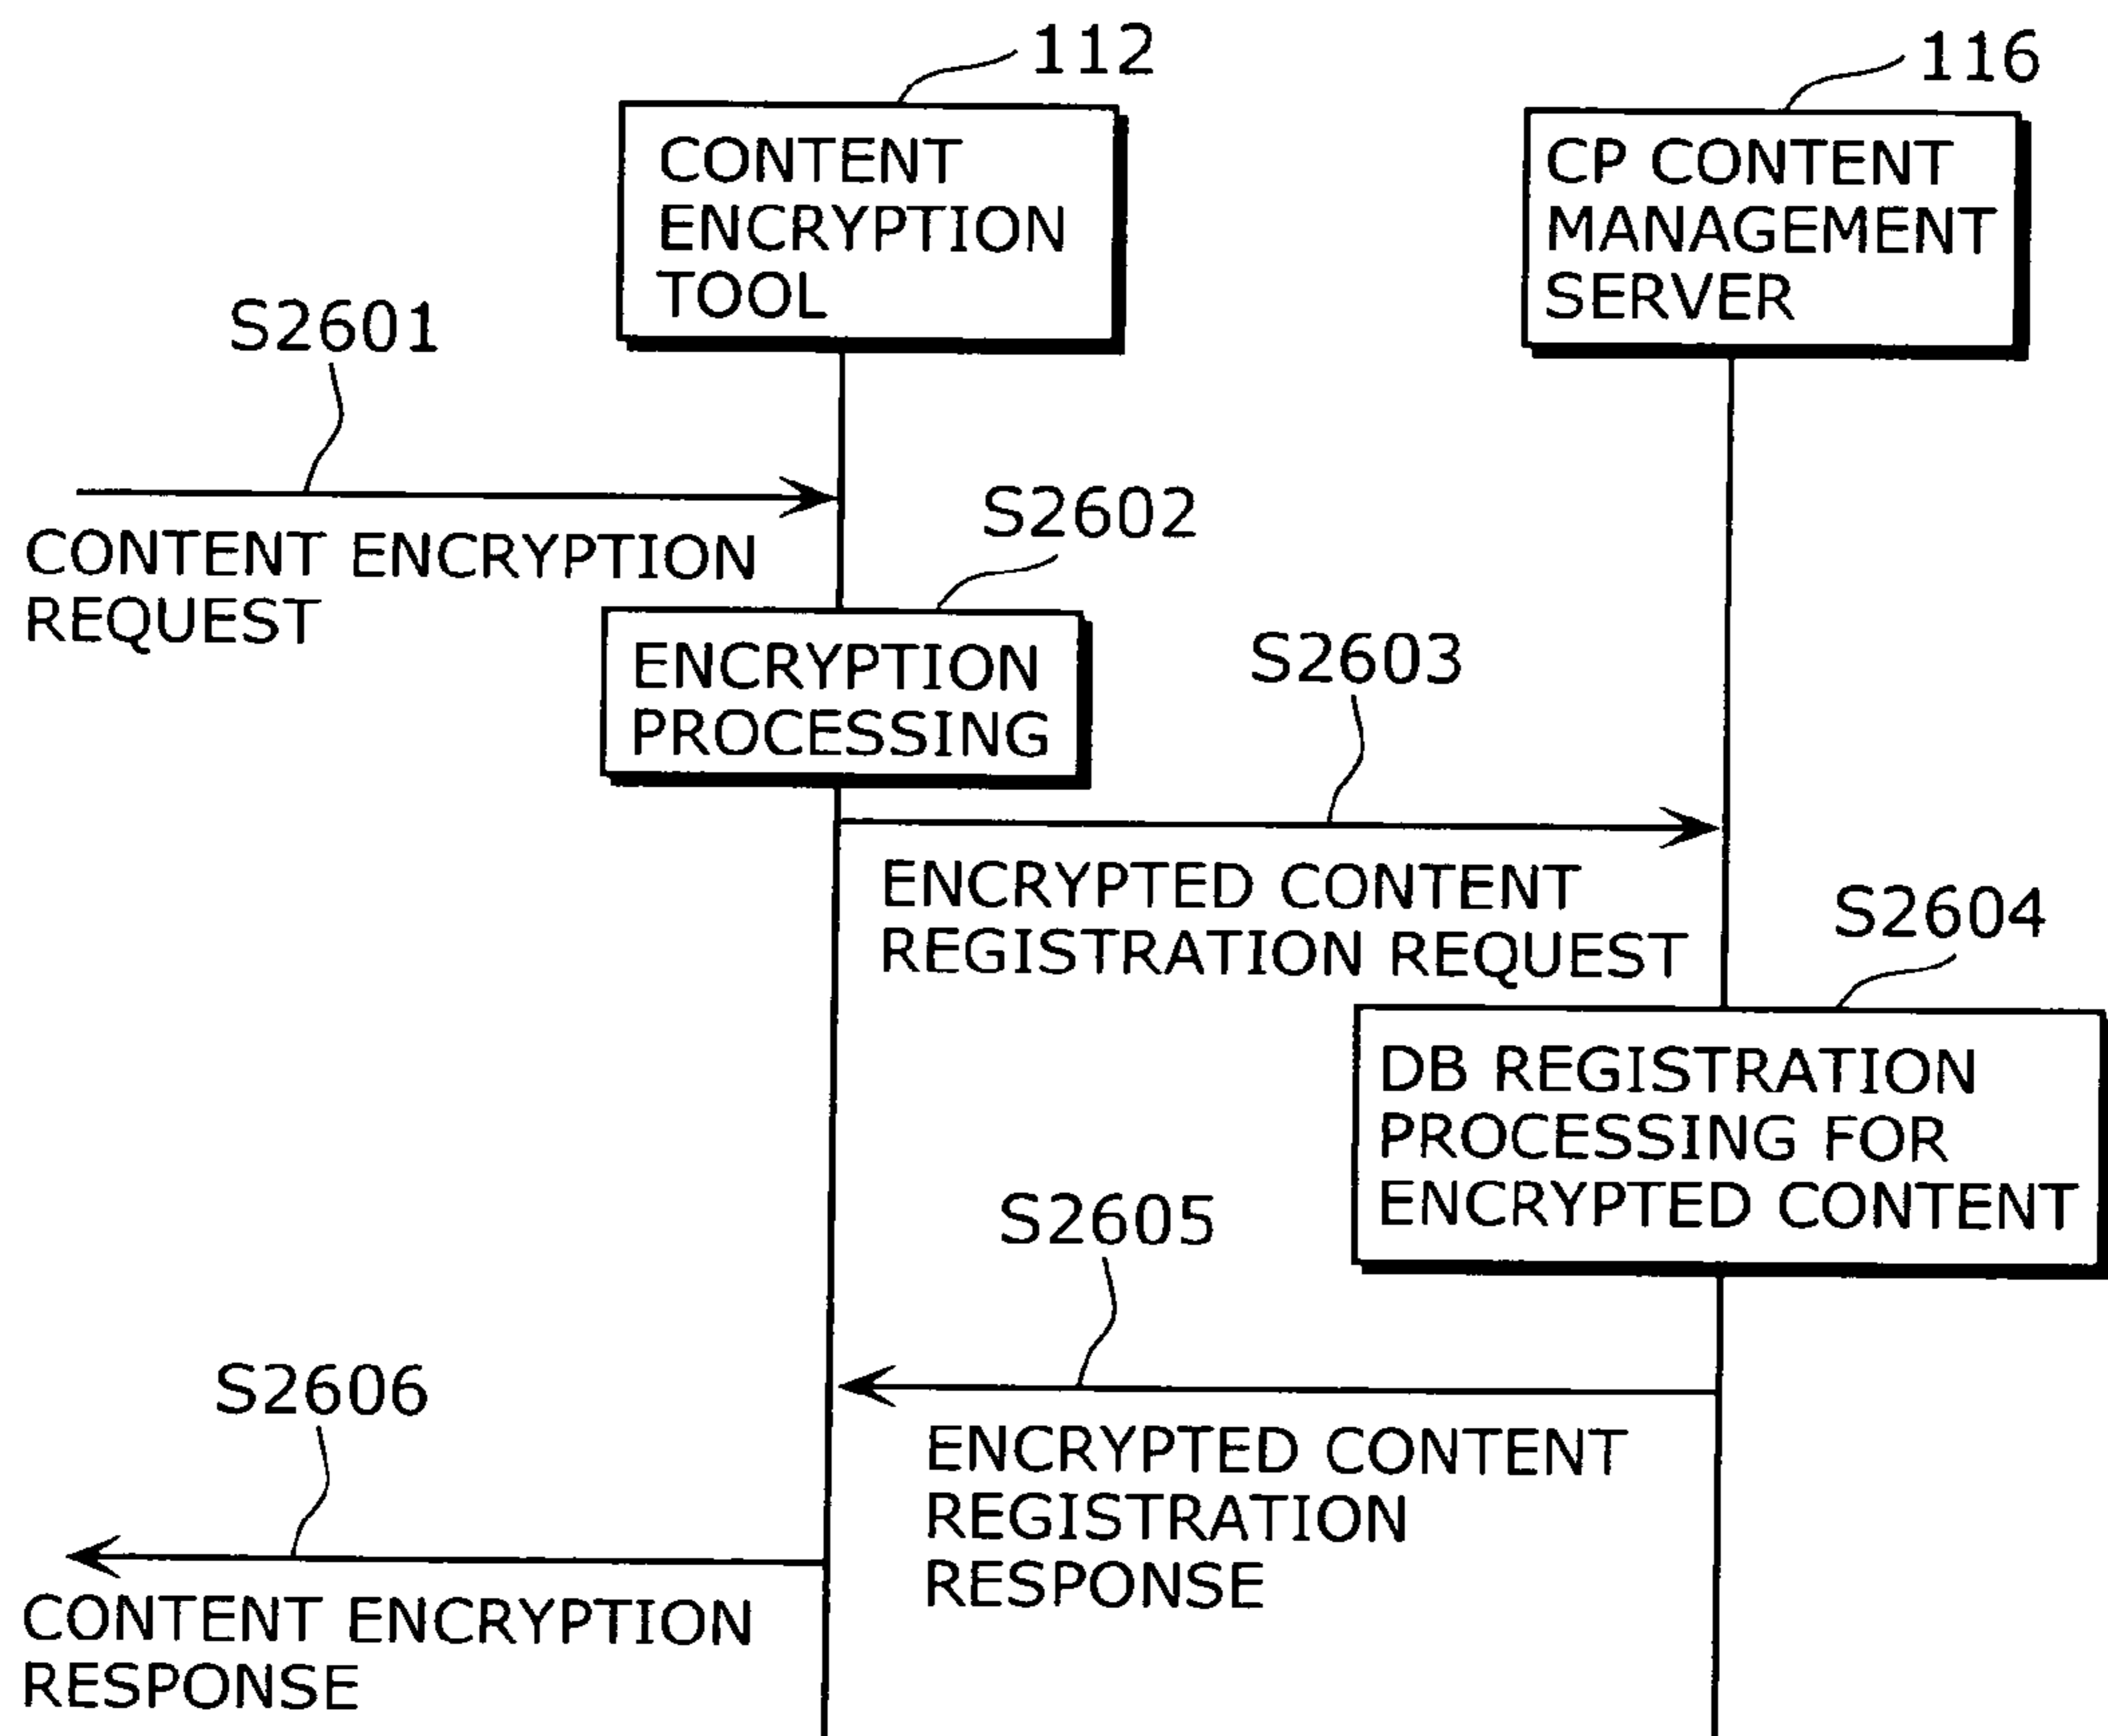 112
116
CONTENT
ENCRYPTION
TOOL
CP CONTENT
MANAGEMENT
SERVER
S2601
CONTENT ENCRYPTION
REQUEST
S2602
ENCRYPTION
PROCESSING
S2603
ENCRYPTED CONTENT
REGISTRATION REQUEST
S2604
DB REGISTRATION
PROCESSING FOR
ENCRYPTED CONTENT
S2605
ENCRYPTED CONTENT
REGISTRATION
RESPONSE
S2606
CONTENT ENCRYPTION
RESPONSE